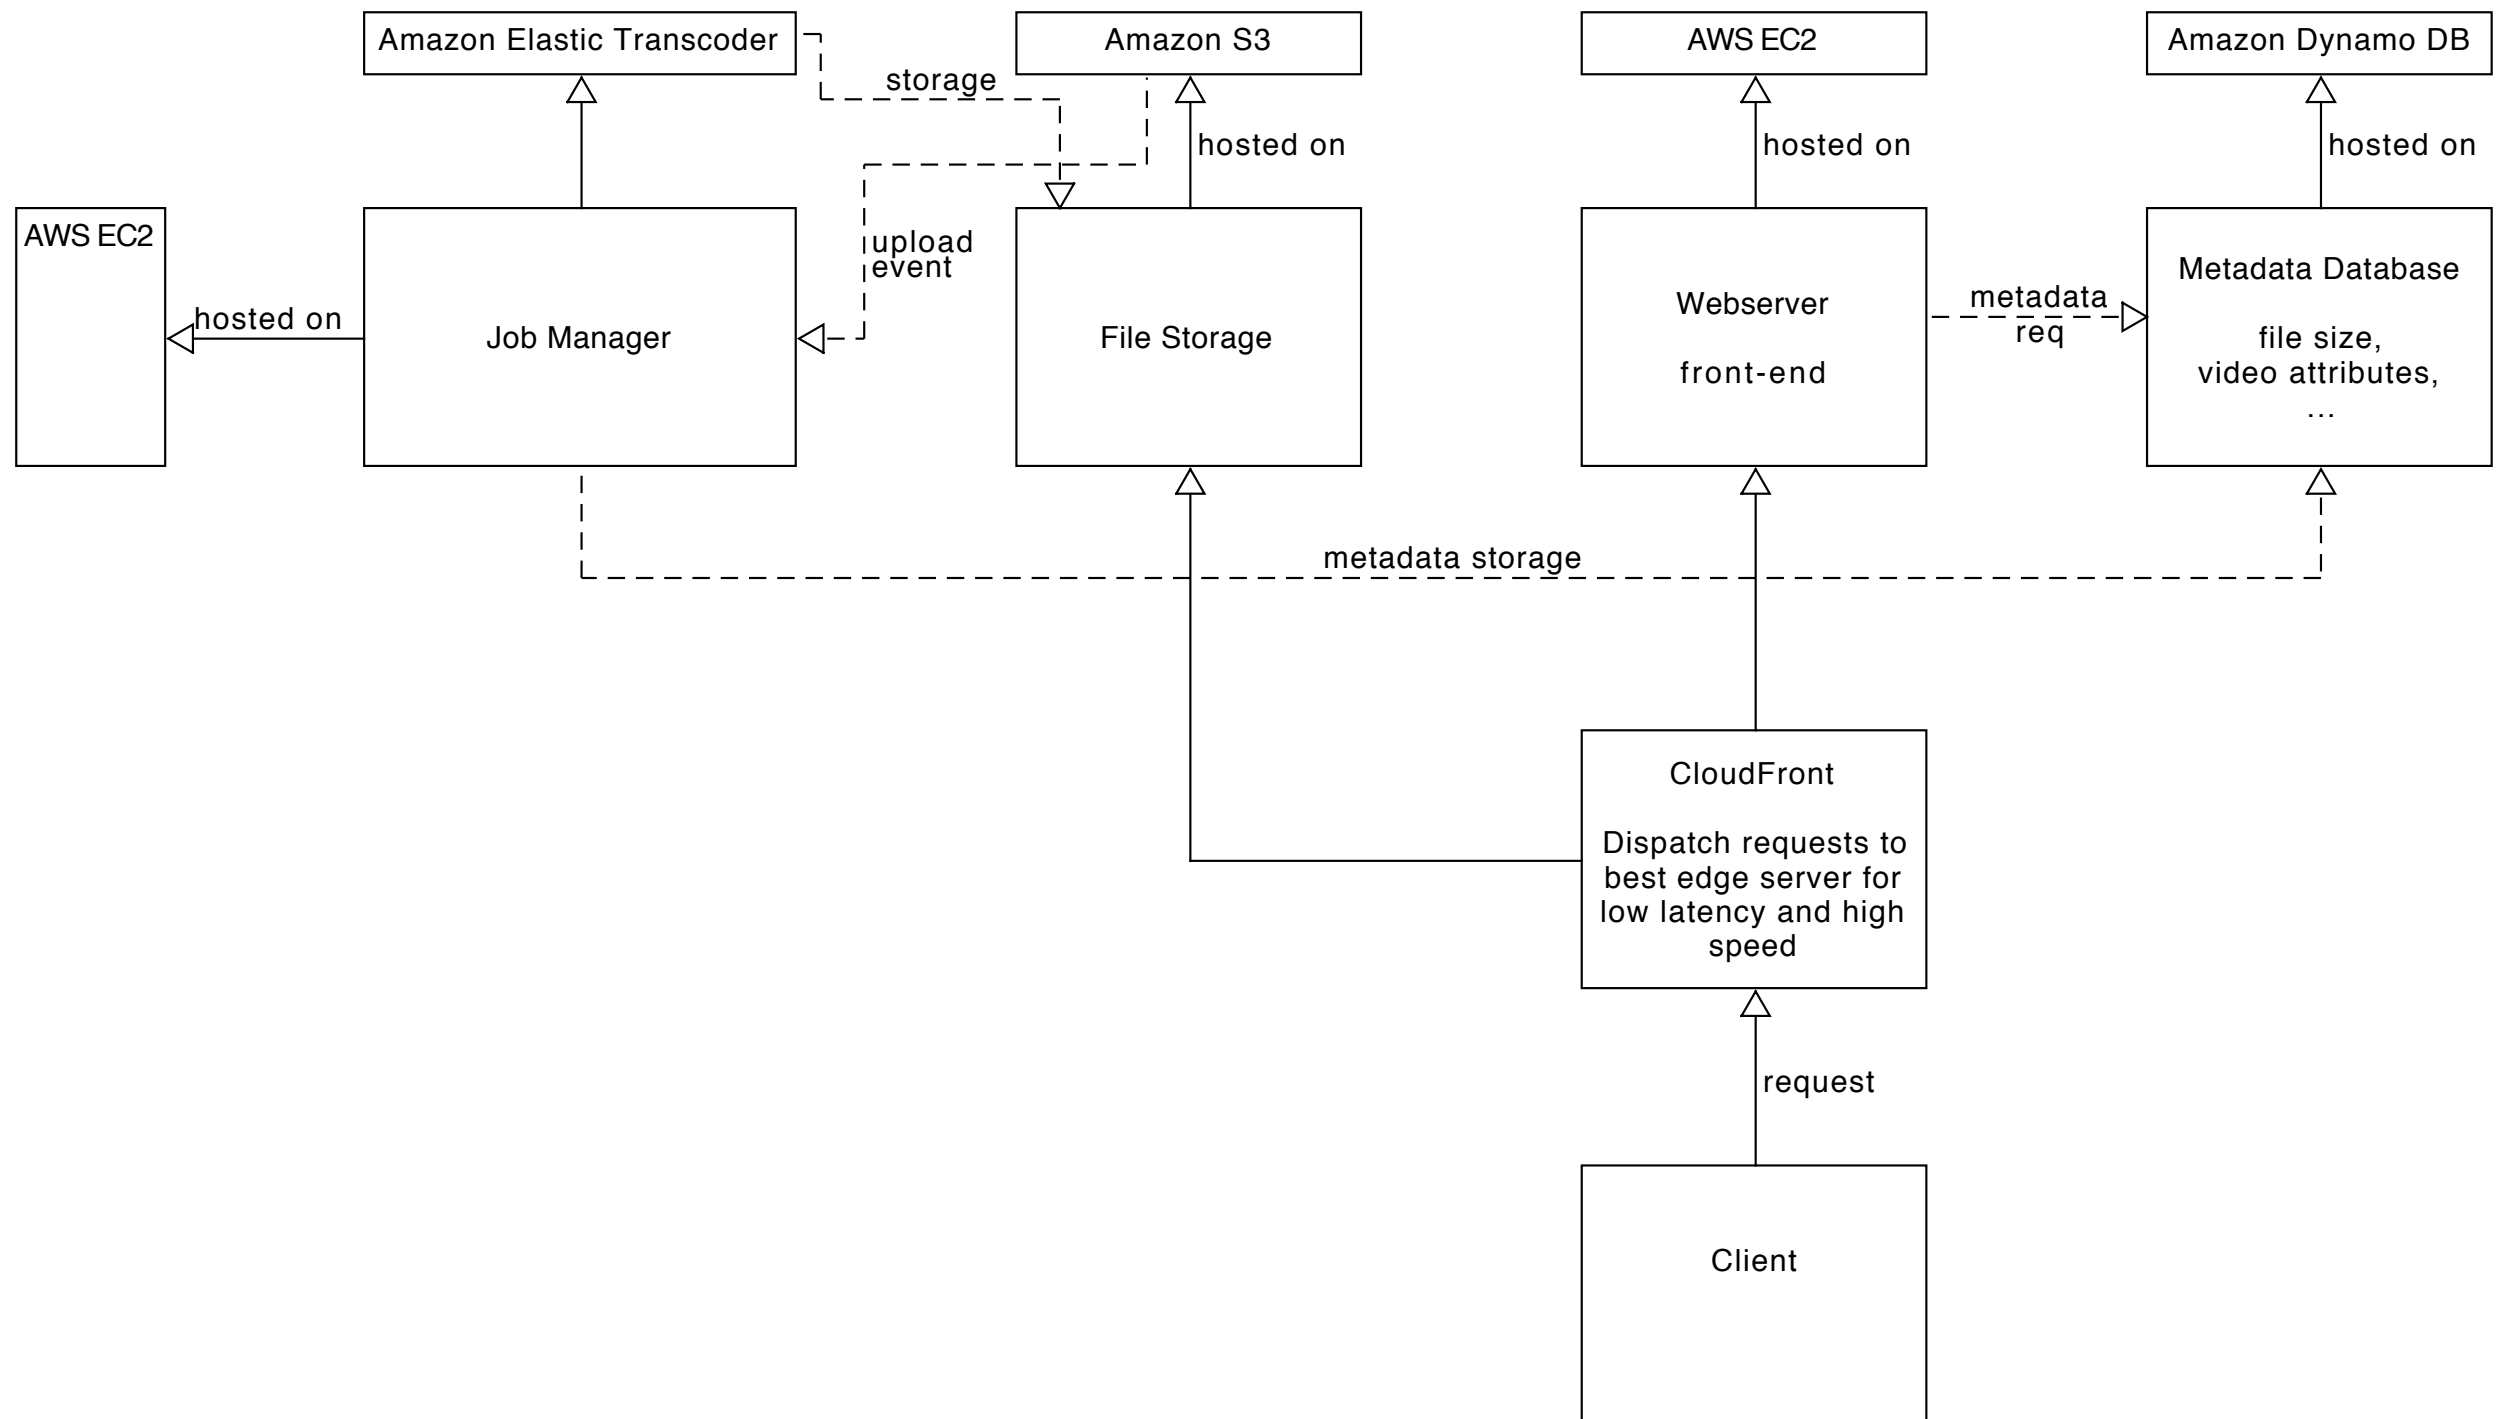 Amazon Elastic Transcoder
Amazon S3
AWS EC2
Amazon Dynamo DB
storage
hosted on
hosted on
hosted on
AWS EC2
upload
event
hosted on
Job Manager
File Storage
Webserver
front-end
metadata
req
Metadata Database
file size,
video attributes,
...
metadata storage
CloudFront
Dispatch requests to
best edge server for
low latency and high
speed
request
Client